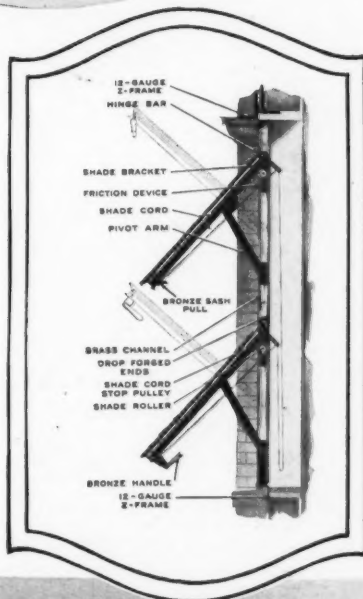 12-GAUGE
Z-FRAME
HINGE BAR
SHADE BRACKET
FRICTION DEVICE
SHADE CORD
PIVOT ARM
BRONZE SASH
PULL
BRASS CHANNEL
DROP FORGED
ENDS
SHADE CORD
STOP PULLEY
SHADE ROLLER
BRONZE HANDLE
12-GAUGE
Z-FRAME